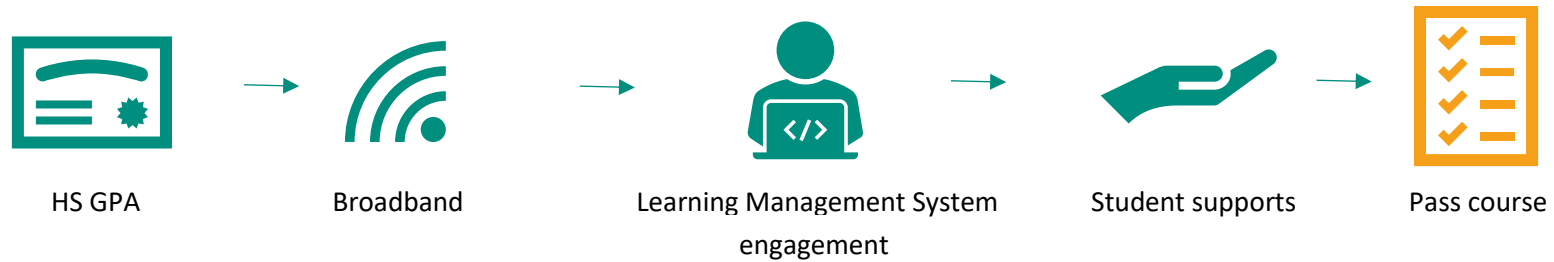 </>
HS GPA
Broadband
Learning Management System
engagement
Student supports
Pass course